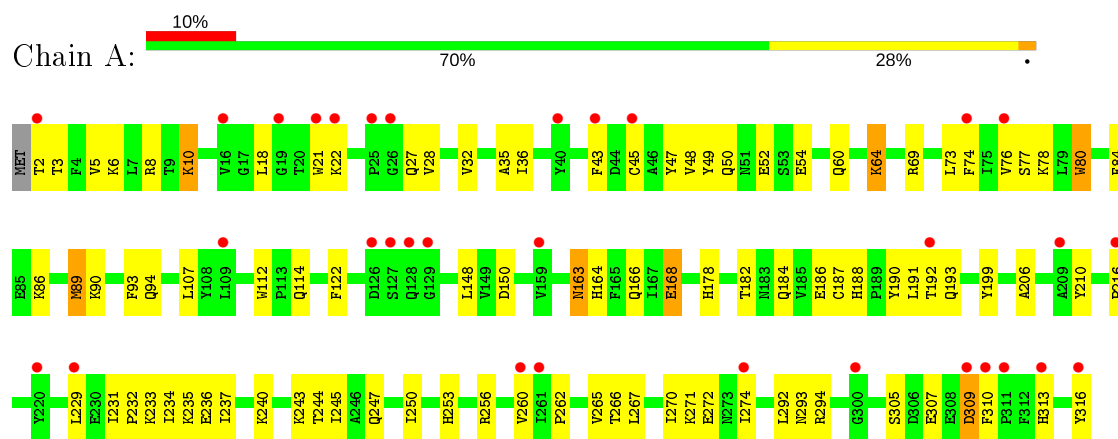 10%
Chain A:
70% 28% •
MET T2 T3 F4 V5 K6 L7 R8 T9 K10 V16 G17 L18 G19 T20 W21 K22 P25 G26 Q27 V28 V32 A35 I36 Y40 F43 D44 C45 A46 Y47 V48 Y49 Q50 N51 E52 S53 E54 Q60 K64 R69 L73 F74 I75 V76 S77 K78 L79 W80 F84
E85 K86 M89 K90 F93 Q94 L107 Y108 L109 W112 P113 Q114 F122 D126 S127 Q128 G129 L148 V149 D150 V159 N163 H164 F165 Q166 I167 E168 H178 T182 N183 Q184 V185 E186 C187 H188 P189 Y190 L191 T192 Q193 Y199 A206 A209 Y210 P216
Y220 L229 E230 I231 P232 K233 I234 K235 E236 I237 K240 K243 T244 I245 A246 Q247 I250 H253 R256 V260 I261 P262 V265 T266 L267 I270 K271 E272 N273 I274 L292 N293 R294 G300 S305 D306 E307 E308 D309 F310 P311 F312 H313 Y316